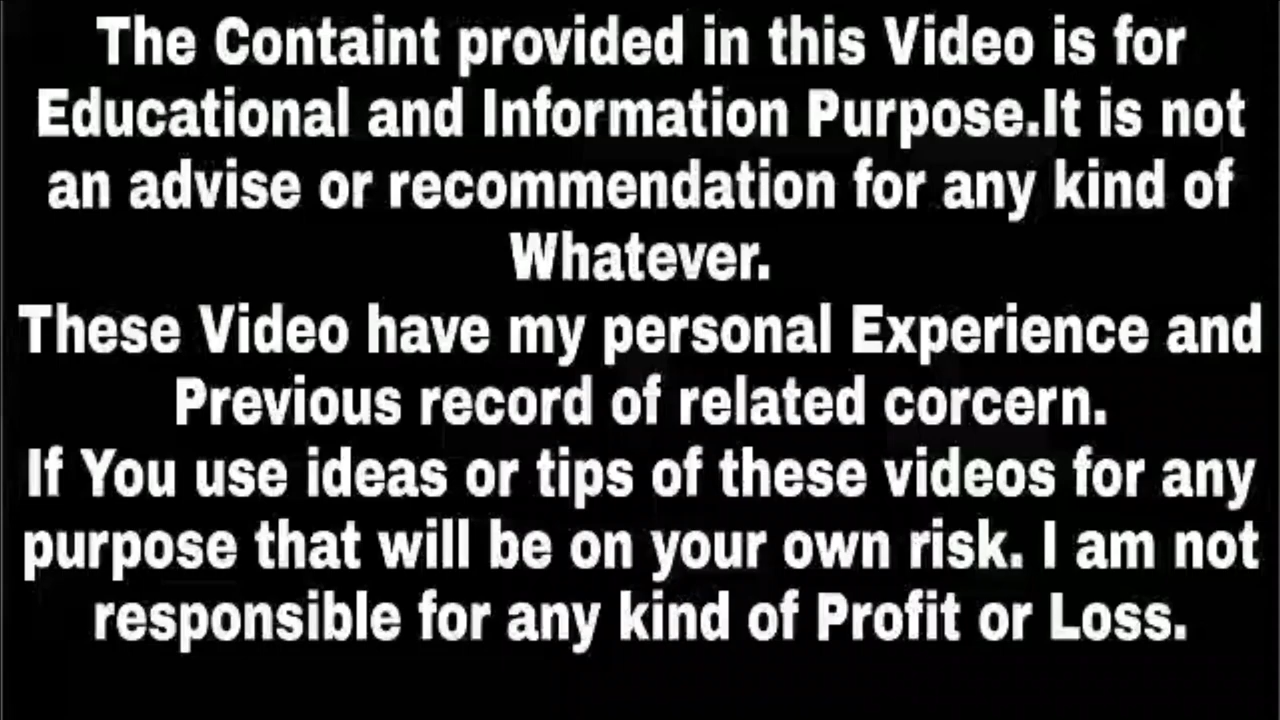 The Containt provided in this Video is for
Educational and Information Purpose.It is not
an advise or recommendation for any kind of
Whatever.
These Video have my personal Experience and
Previous record of related corcern.
If You use ideas or tips of these videos for any
purpose that will be on your own risk. I am not
responsible for any kind of Profit or Loss.